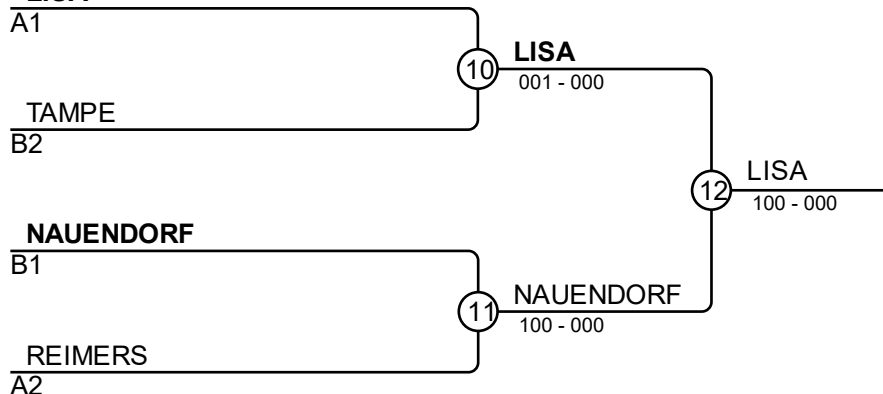 A1
10
LISA
001 - 000
TAMPE
B2
12
LISA
100 - 000
NAUENDORF
B1
11
NAUENDORF
100 - 000
REIMERS
A2